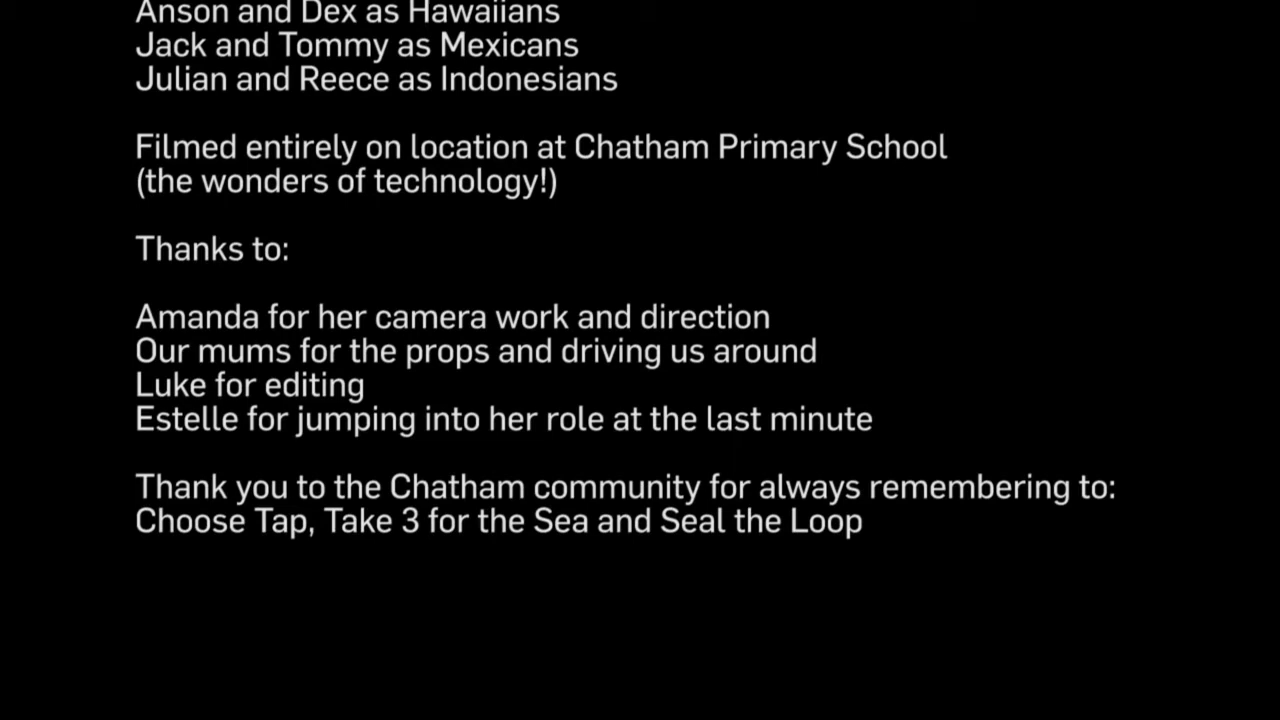 Anson and Dex as Hawaiians
Jack and Tommy as Mexicans
Julian and Reece as Indonesians
Filmed entirely on location at Chatham Primary School
(the wonders of technology!)
Thanks to:
Amanda for her camera work and direction
Our mums for the props and driving us around
Luke for editing
Estelle for jumping into her role at the last minute
Thank you to the Chatham community for always remembering to:
Choose Tap, Take 3 for the Sea and Seal the Loop